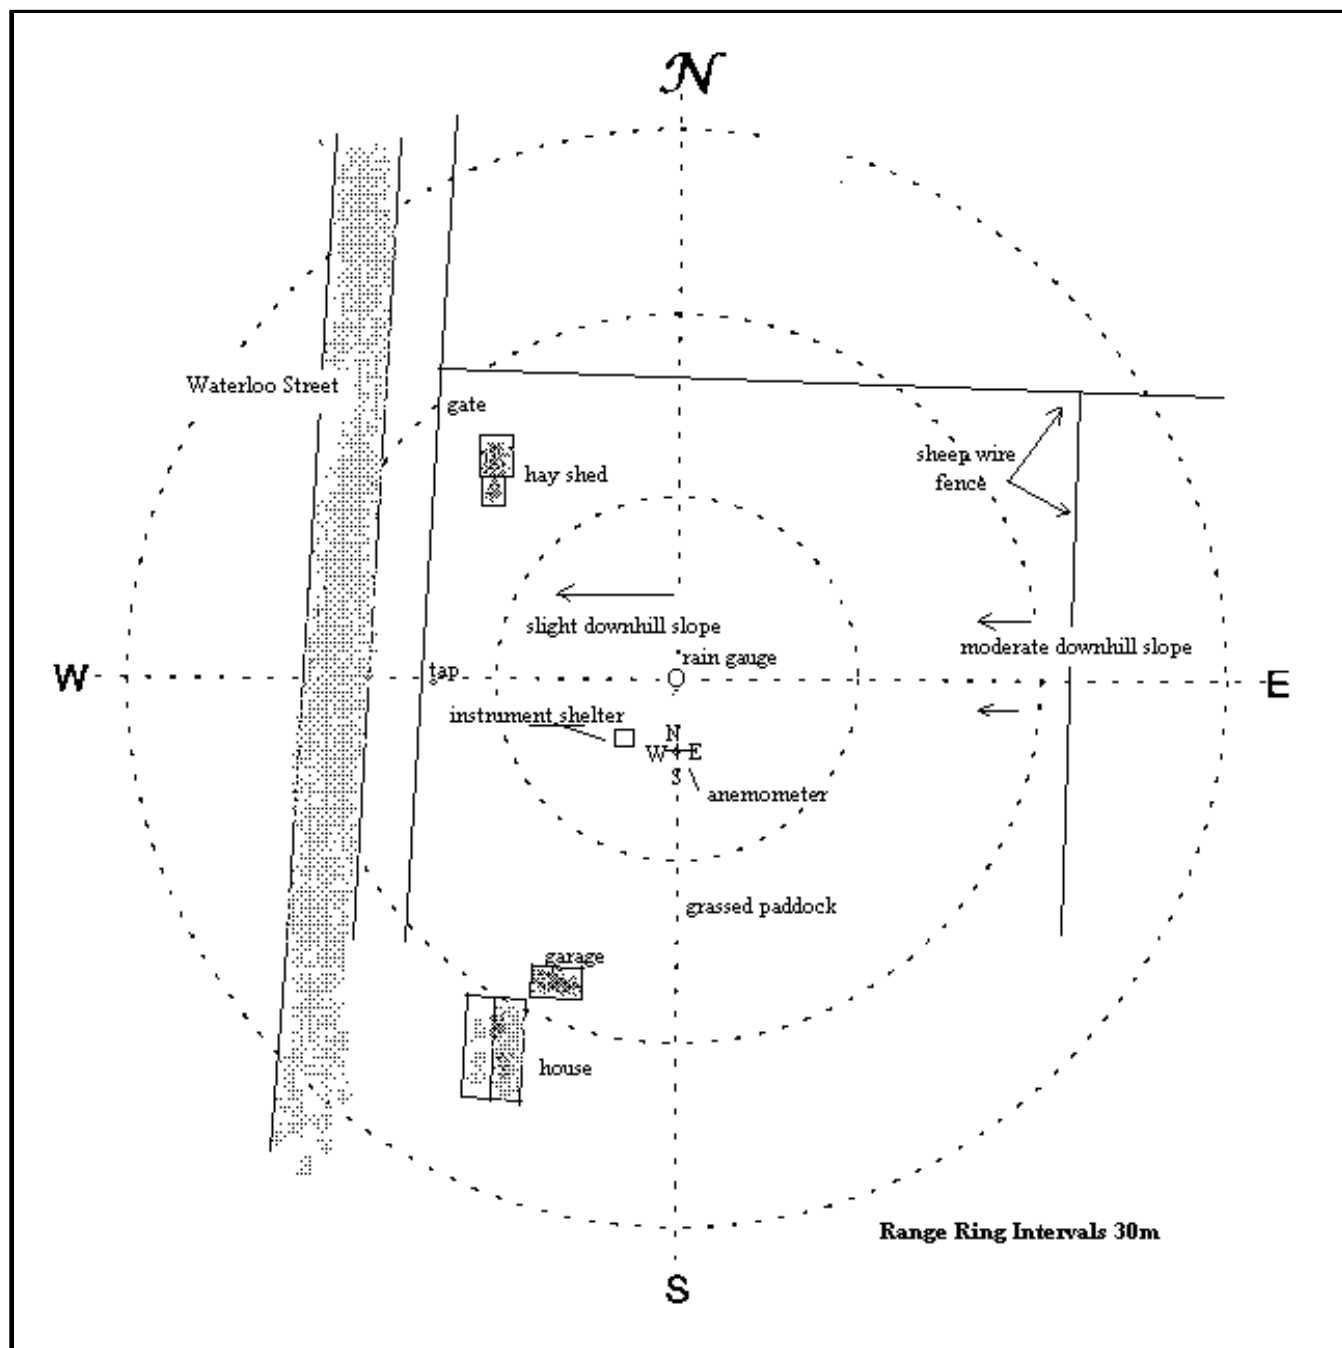 N
Waterloo Street
gate
sheep wire
fence
hay shed
slight downhill slope
moderate downhill slope
rain gauge
W
tap
E
instrument shelter
N
W E
S
anemometer
grassed paddock
garage
house
Range Ring Intervals 30m
S